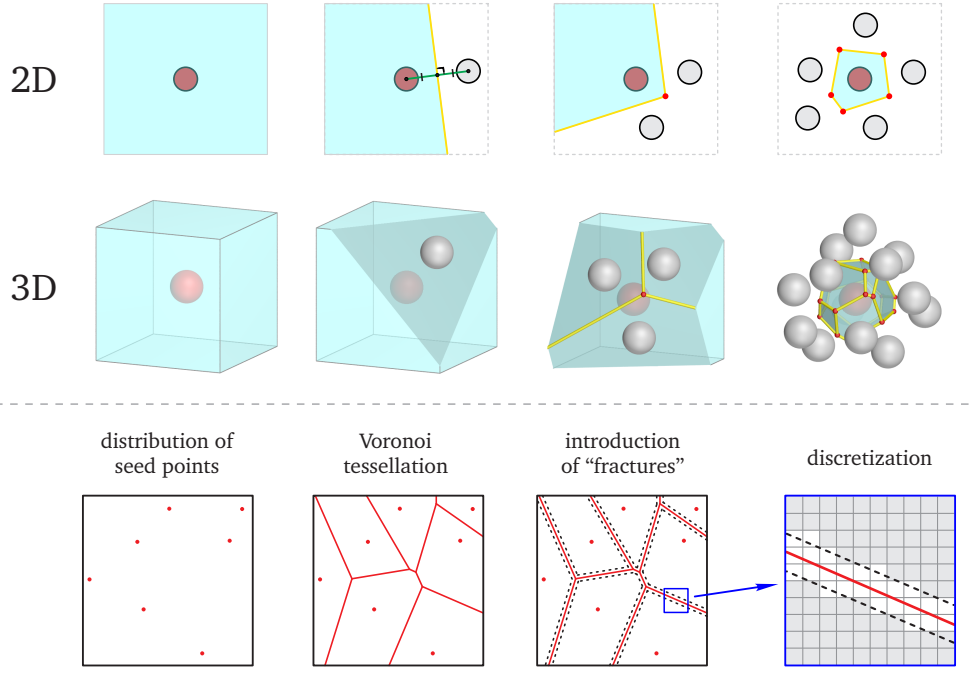 2D
3D
distribution of
seed points
Voronoi
tessellation
introduction
of “fractures”
discretization